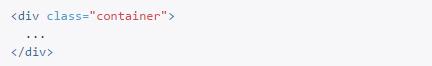 <div class="container">
  ...
</div>